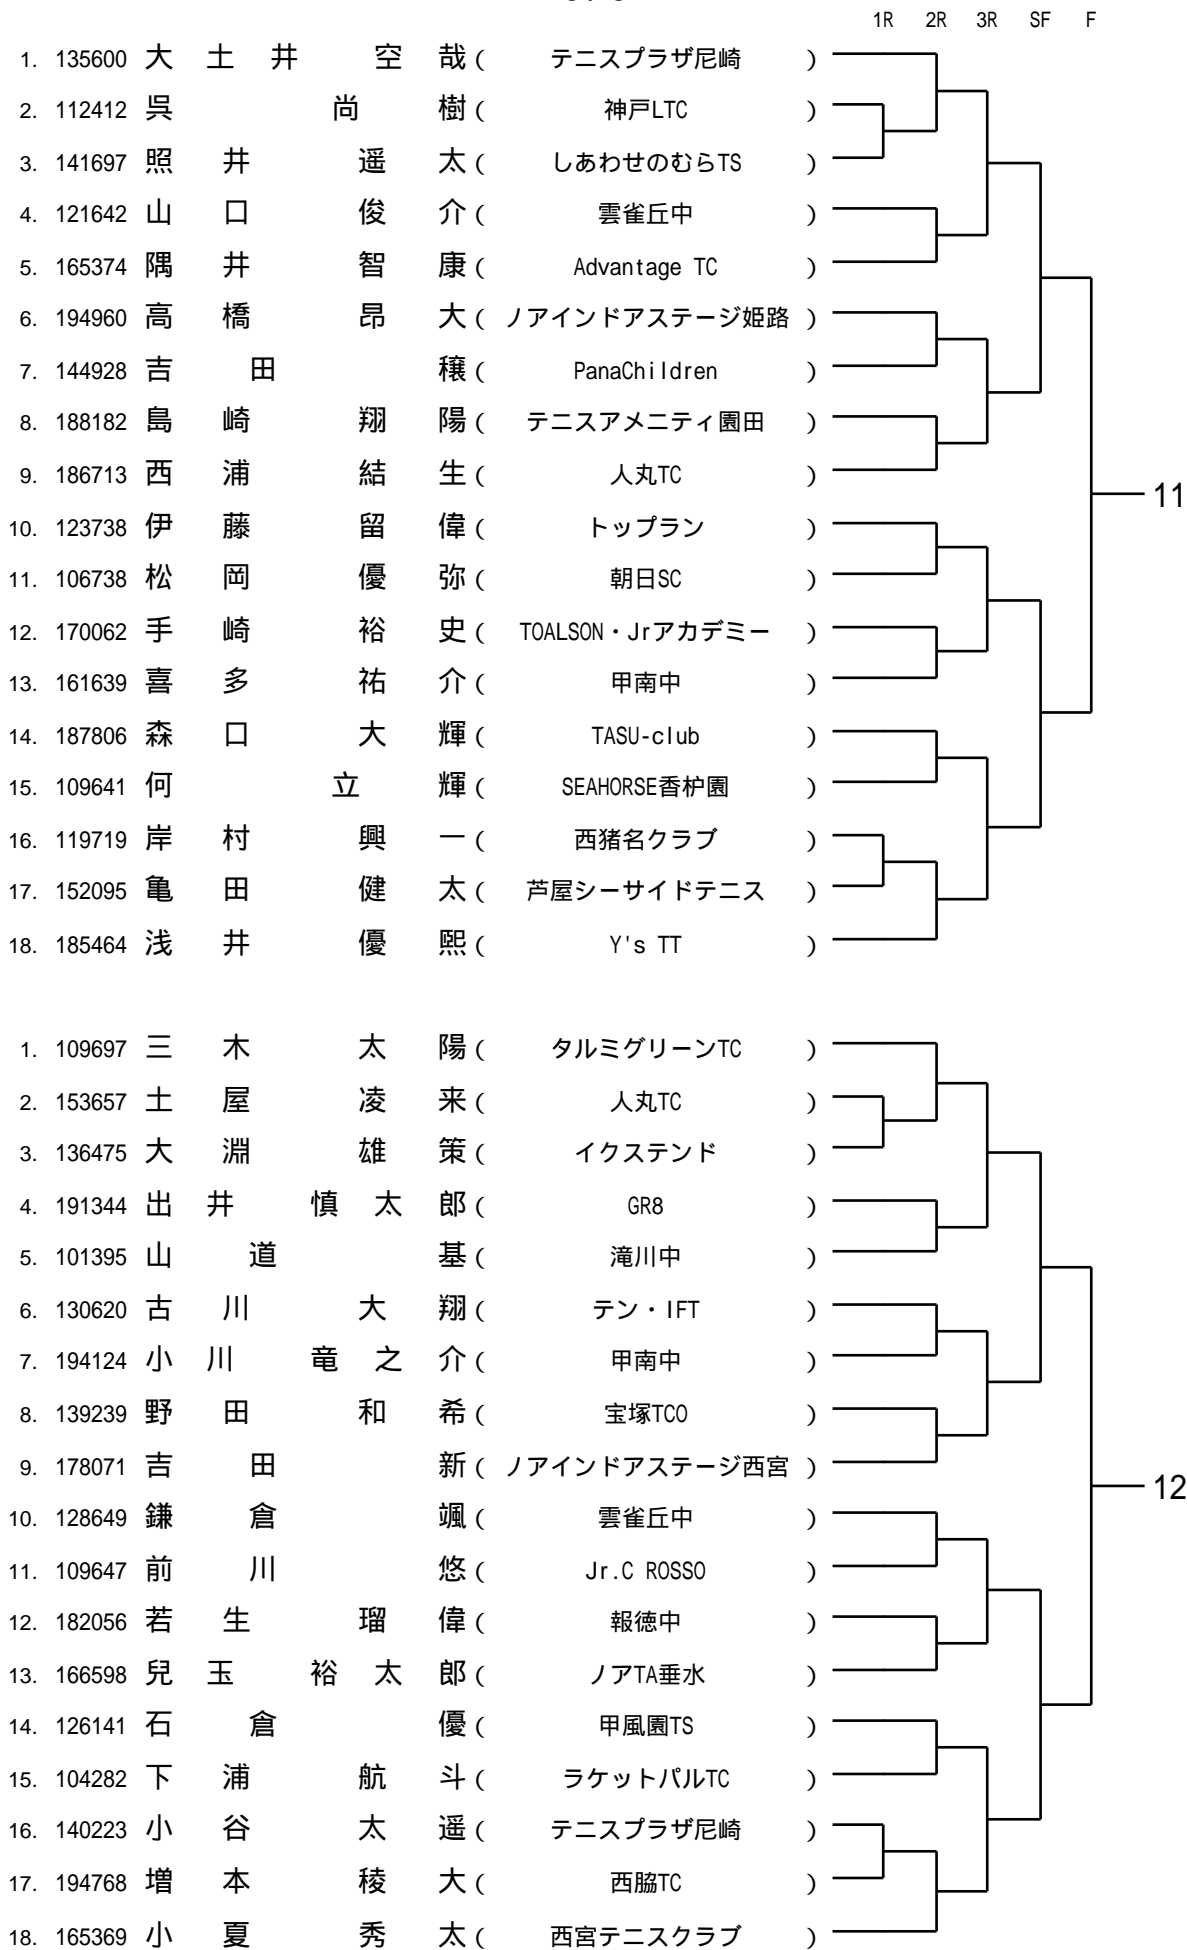 1R 2R 3R SF F
1. 135600 大土井 空哉 ( テニスプラザ尼崎 )
2. 112412 呉 尚樹 ( 神戸LTC )
3. 141697 照井 遥太 ( しあわせのむらTS )
4. 121642 山口 俊介 ( 雲雀丘中 )
5. 165374 隅井 智康 ( Advantage TC )
6. 194960 高橋 昂大 ( ノアインドアステージ姫路 )
7. 144928 吉田 穣 ( PanaChildren )
8. 188182 島崎 翔陽 ( テニスアメニティ園田 )
9. 186713 西浦 結生 ( 人丸TC )
11
10. 123738 伊藤 留偉 ( トップラン )
11. 106738 松岡 優弥 ( 朝日SC )
12. 170062 手崎 裕史 ( TOALSON・Jrアカデミー )
13. 161639 喜多 祐介 ( 甲南中 )
14. 187806 森口 大輝 ( TASU-club )
15. 109641 何 立輝 ( SEAHORSE香枦園 )
16. 119719 岸村 興一 ( 西猪名クラブ )
17. 152095 亀田 健太 ( 芦屋シーサイドテニス )
18. 185464 浅井 優熙 ( Y's TT )
1. 109697 三木 太陽 ( タルミグリーンTC )
2. 153657 土屋 凌来 ( 人丸TC )
3. 136475 大淵 雄策 ( イクステンド )
4. 191344 出井 慎太郎 ( GR8 )
5. 101395 山道 基 ( 滝川中 )
6. 130620 古川 大翔 ( テン・IFT )
7. 194124 小川 竜之介 ( 甲南中 )
8. 139239 野田 和希 ( 宝塚TCO )
9. 178071 吉田 新 ( ノアインドアステージ西宮 )
12
10. 128649 鎌倉 颯 ( 雲雀丘中 )
11. 109647 前川 悠 ( Jr.C ROSSO )
12. 182056 若生 瑠偉 ( 報徳中 )
13. 166598 兒玉 裕太郎 ( ノアTA垂水 )
14. 126141 石倉 優 ( 甲風園TS )
15. 104282 下浦 航斗 ( ラケットパルTC )
16. 140223 小谷 太遥 ( テニスプラザ尼崎 )
17. 194768 増本 稜大 ( 西脇TC )
18. 165369 小夏 秀太 ( 西宮テニスクラブ )